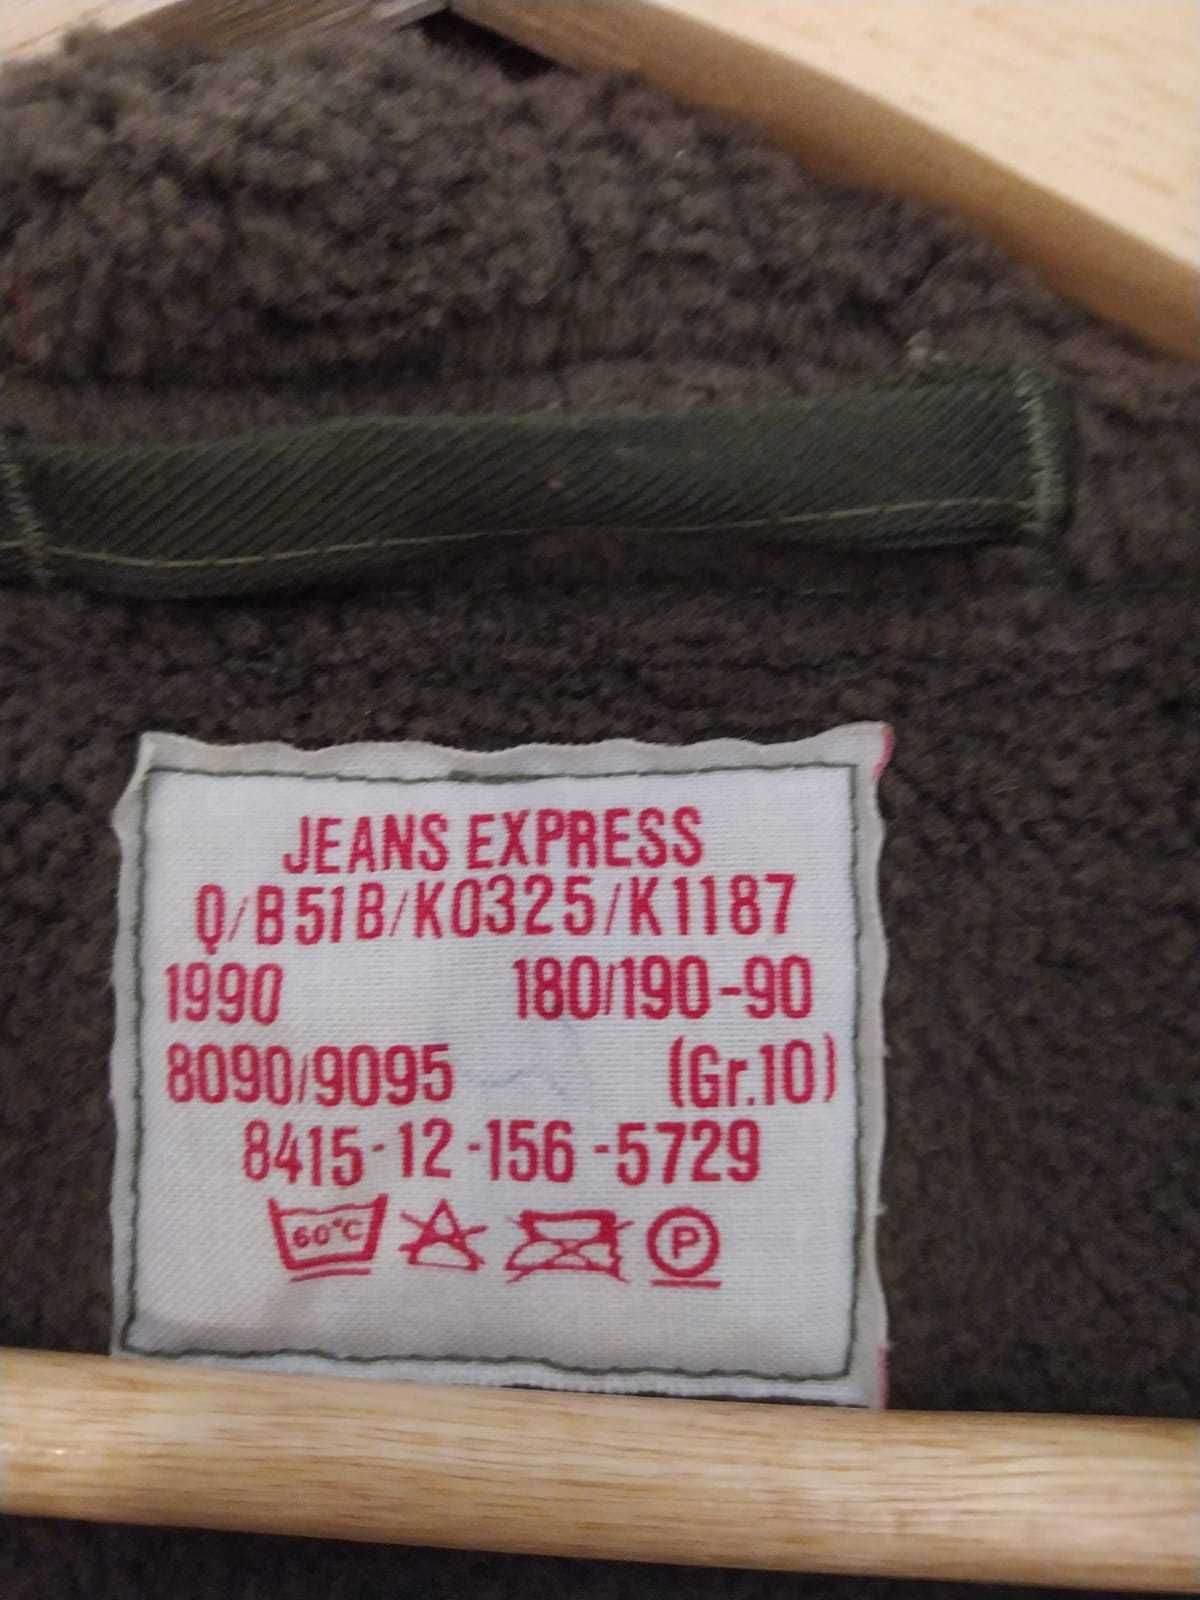 JEANS EXPRESS
Q/B51B/K0325/K1187
1990 180/190-90
8090/9095 (Gr.10)
8415-12-156-5729
60°C P